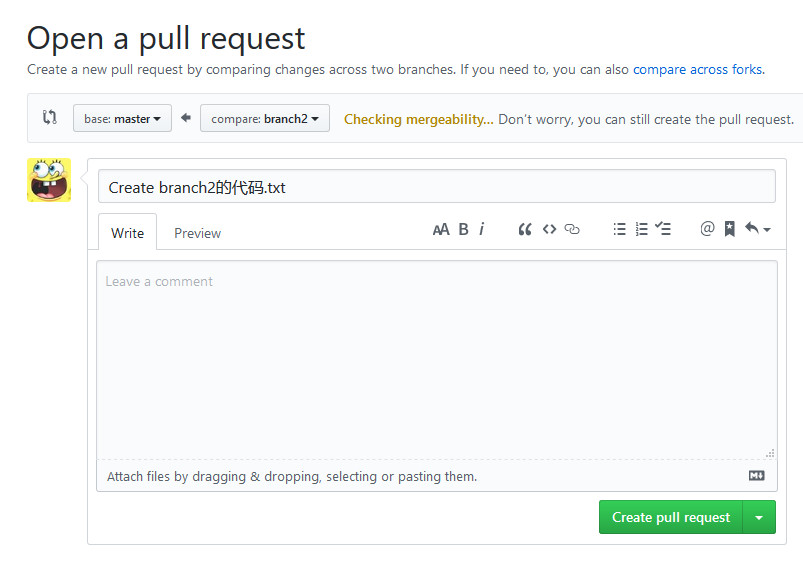 Open a pull request
Create a new pull request by comparing changes across two branches. If you need to, you can also compare across forks.
base: master compare: branch2 Checking mergeability... Don't worry, you can still create the pull request.
Create branch2的代码.txt
Write Preview AA B i @
Leave a comment
Attach files by dragging & dropping, selecting or pasting them.
Create pull request